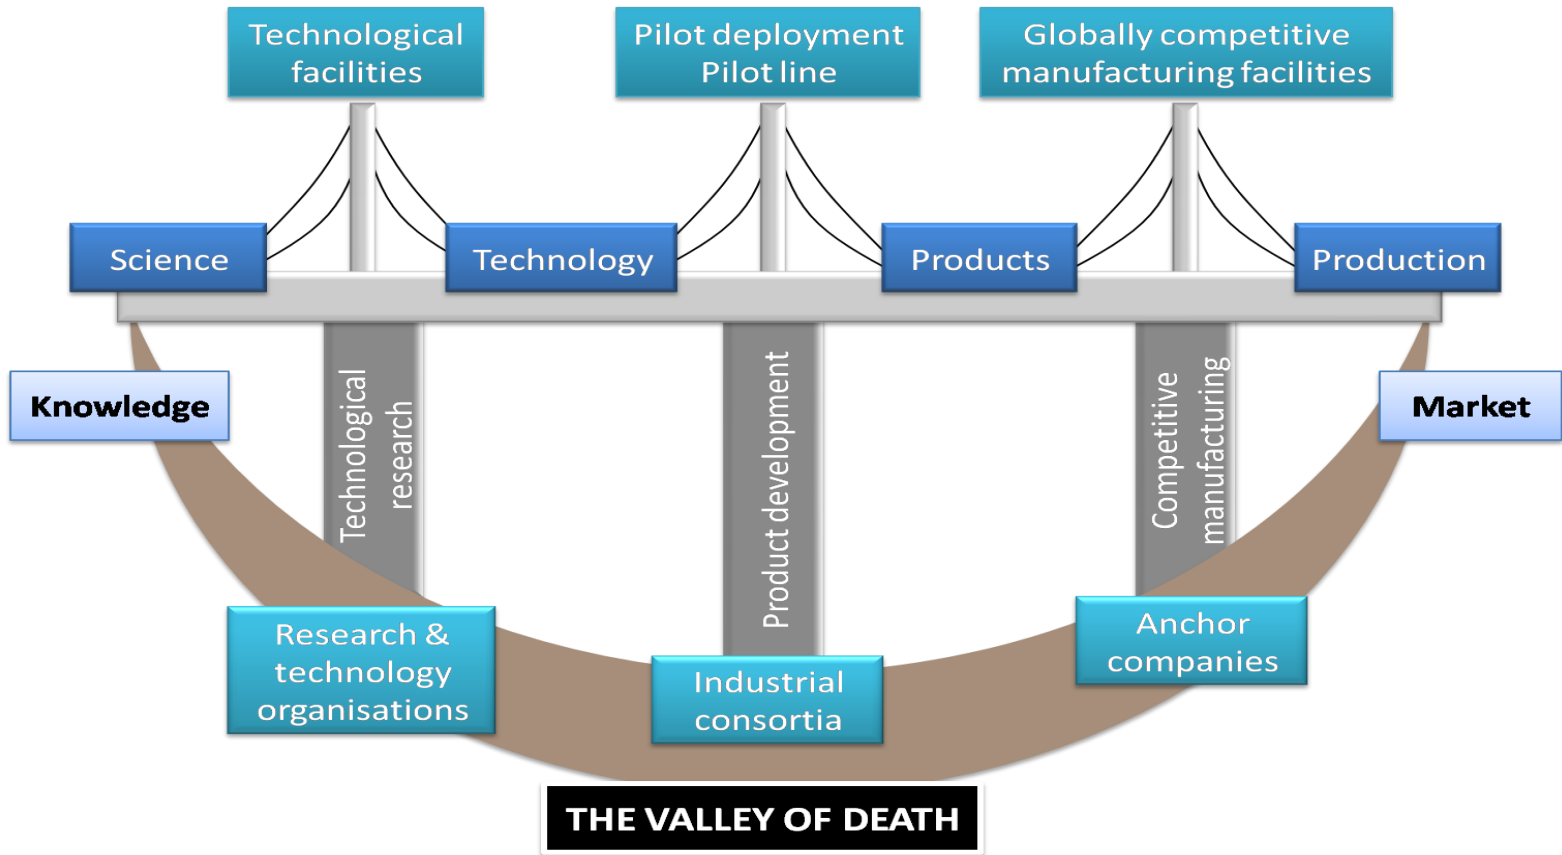 Technological
facilities
Pilot deployment
Pilot line
Globally competitive
manufacturing facilities
Science
Technology
Products
Production
Knowledge
Market
Technological
research
Product development
Competitive
manufacturing
Research &
technology
organisations
Industrial
consortia
Anchor
companies
THE VALLEY OF DEATH